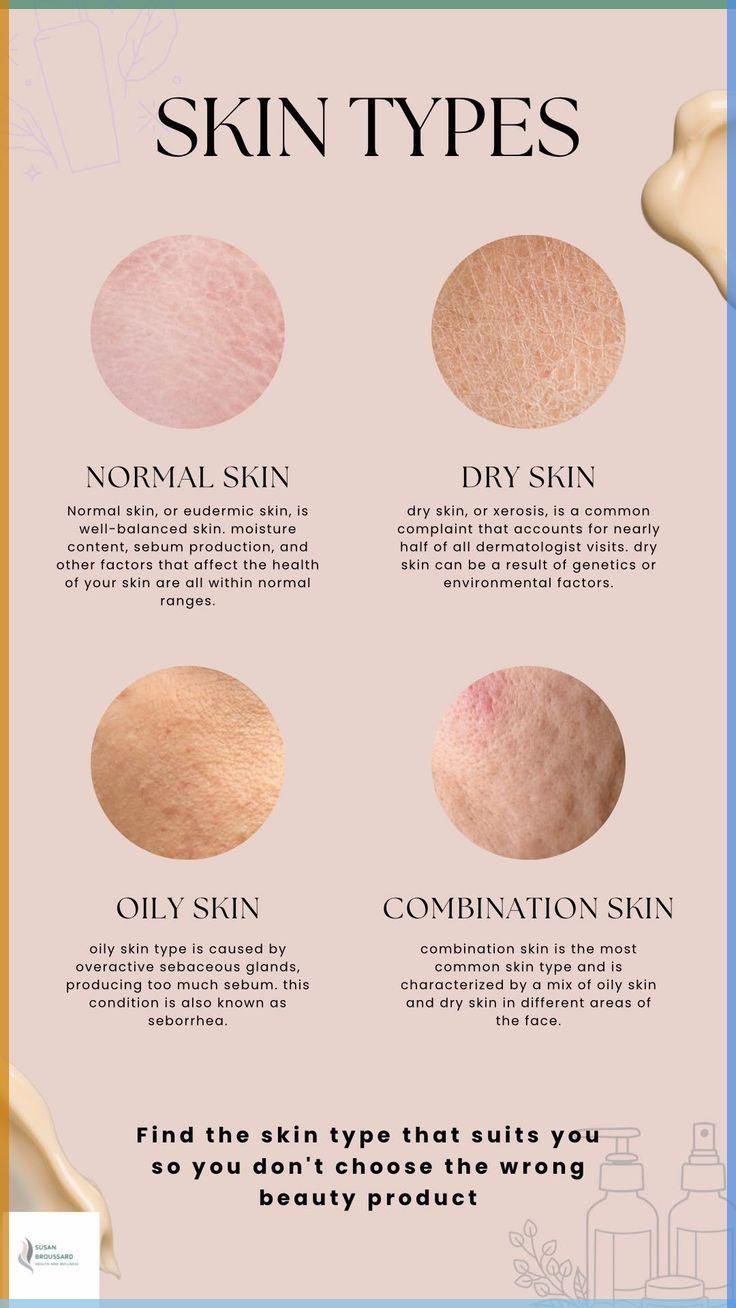 SKIN TYPES
NORMAL SKIN
Normal skin, or eudermic skin, is
well-balanced skin. moisture
content, sebum production, and
other factors that affect the health
of your skin are all within normal
ranges.
DRY SKIN
dry skin, or xerosis, is a common
complaint that accounts for nearly
half of all dermatologist visits. dry
skin can be a result of genetics or
environmental factors.
OILY SKIN
oily skin type is caused by
overactive sebaceous glands,
producing too much sebum. this
condition is also known as
seborrhea.
COMBINATION SKIN
combination skin is the most
common skin type and is
characterized by a mix of oily skin
and dry skin in different areas of
the face.
Find the skin type that suits you
so you don't choose the wrong
beauty product
SUSAN
BROUSSARD
HEALTH AND WELLNESS